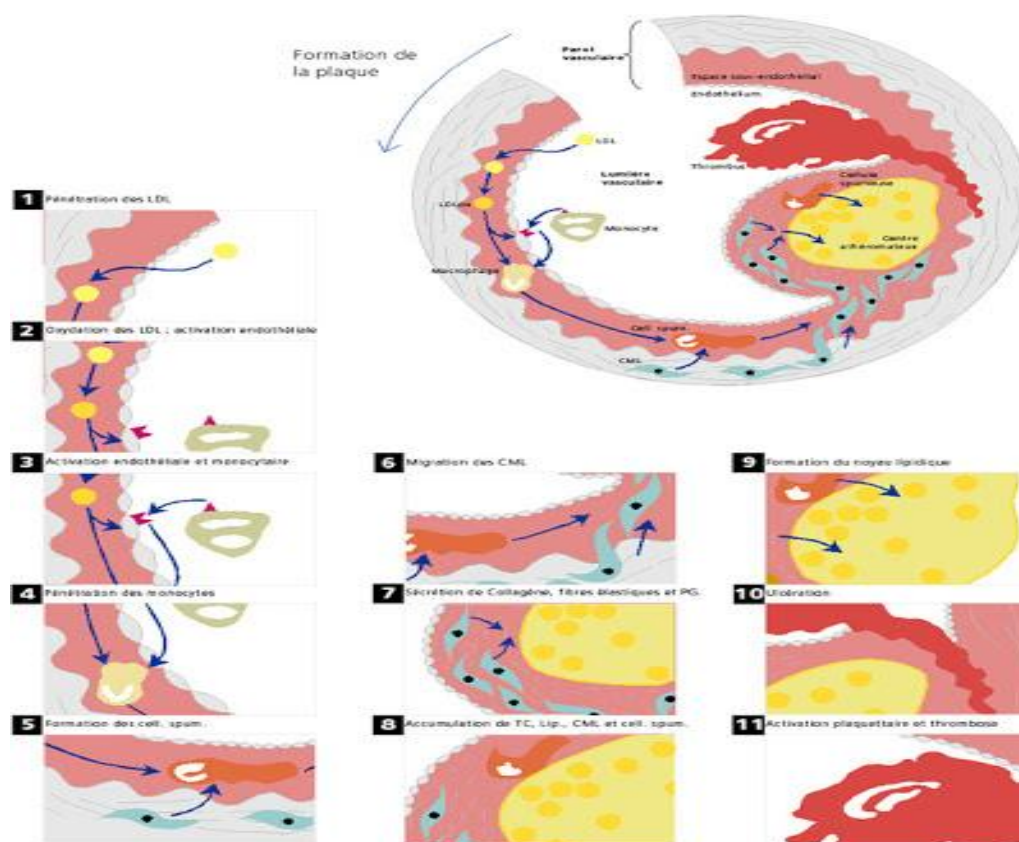 Formation de
la plaque
Paroi
vasculaire
Espace sous-endothélial
Endothelium
LDL
Thrombus
Lumière
vasculaire
Cellule
spumeuse
LDLox
Monocyte
Centre
athéromateux
Macrophage
Cell. spum.
CML
1 Pénétration des LDL
2 Oxydation des LDL ; activation endothéliale
3 Activation endothéliale et monocytaire
4 Pénétration des monocytes
5 Formation des cell. spum.
6 Migration des CML
7 Sécrétion de Collagène, fibres élastiques et PG.
8 Accumulation de TC, Lip., CML et cell. spum.
9 Formation du noyau lipidique
10 Ulcération
11 Activation plaquettaire et thrombose